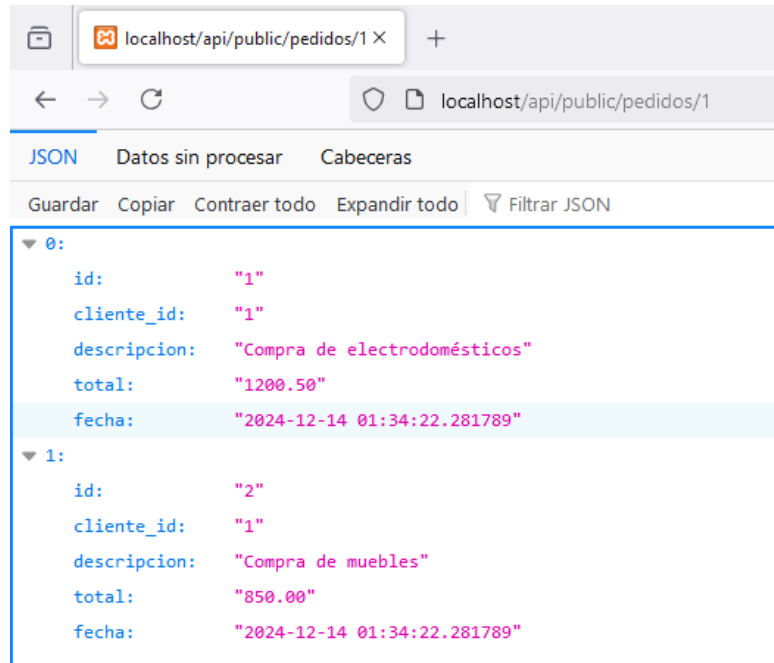 localhost/api/public/pedidos/1
localhost/api/public/pedidos/1
JSON Datos sin procesar Cabeceras
Guardar Copiar Contraer todo Expandir todo Filtrar JSON
0:
id: "1"
cliente_id: "1"
descripcion: "Compra de electrodomésticos"
total: "1200.50"
fecha: "2024-12-14 01:34:22.281789"
1:
id: "2"
cliente_id: "1"
descripcion: "Compra de muebles"
total: "850.00"
fecha: "2024-12-14 01:34:22.281789"